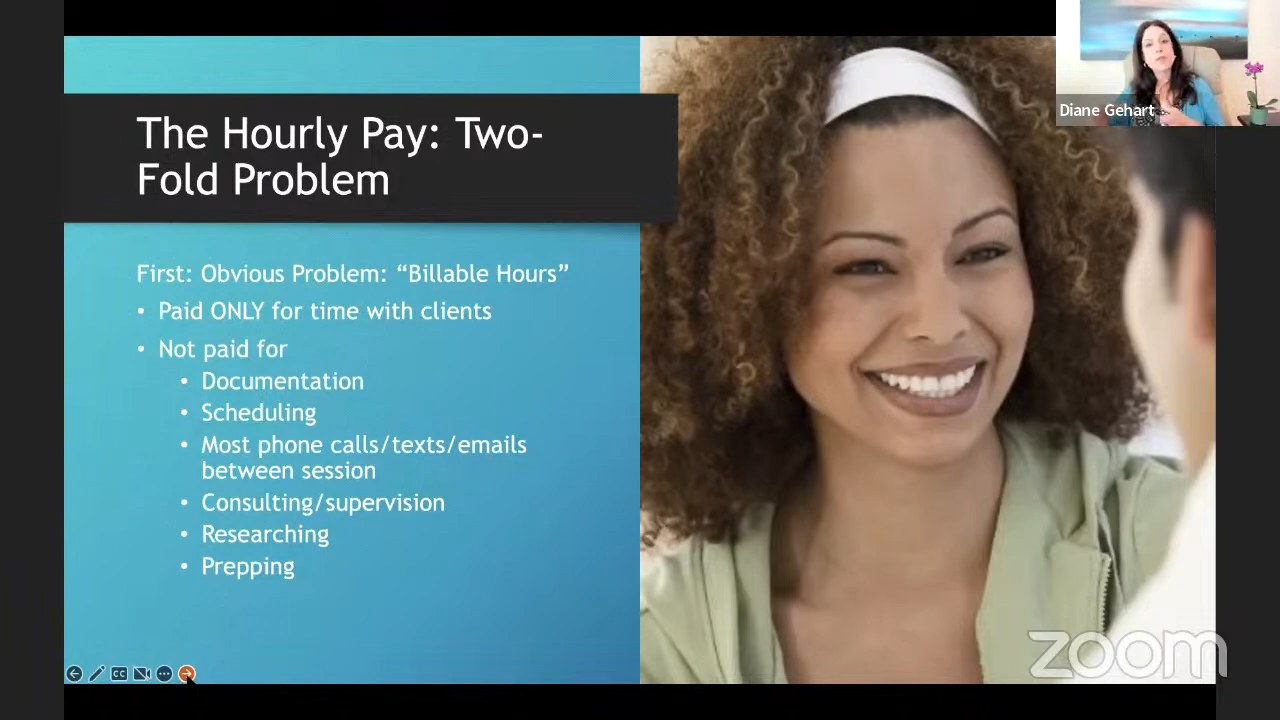 The Hourly Pay: Two-
Fold Problem
First: Obvious Problem: “Billable Hours”
• Paid ONLY for time with clients
• Not paid for
• Documentation
• Scheduling
• Most phone calls/texts/emails
between session
• Consulting/supervision
• Researching
• Prepping
Diane Gehart
CC
zoom